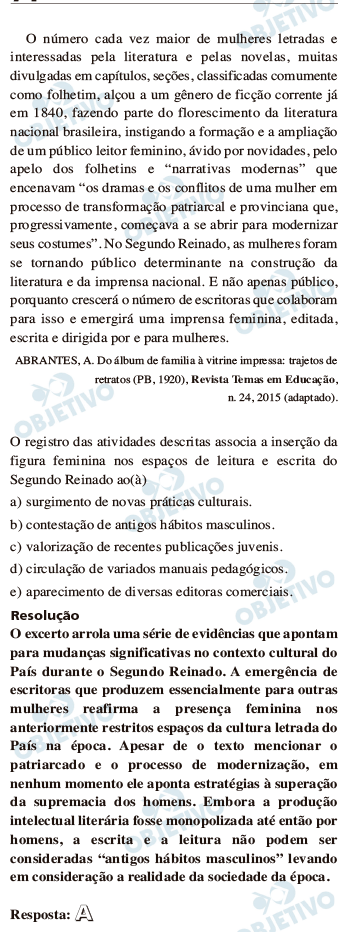 O número cada vez maior de mulheres letradas e
interessadas pela literatura e pelas novelas, muitas
divulgadas em capítulos, seções, classificadas comumente
como folhetim, alçou a um gênero de ficção corrente já
em 1840, fazendo parte do florescimento da literatura
nacional brasileira, instigando a formação e a ampliação
de um público leitor feminino, ávido por novidades, pelo
apelo dos folhetins e “narrativas modernas” que
encenavam “os dramas e os conflitos de uma mulher em
processo de transformação patriarcal e provinciana que,
progressivamente, começava a se abrir para modernizar
seus costumes”. No Segundo Reinado, as mulheres foram
se tornando público determinante na construção da
literatura e da imprensa nacional. E não apenas público,
porquanto crescerá o número de escritoras que colaboram
para isso e emergirá uma imprensa feminina, editada,
escrita e dirigida por e para mulheres.
ABRANTES, A. Do álbum de família à vitrine impressa: trajetos de
retratos (PB, 1920), Revista Temas em Educação,
n. 24, 2015 (adaptado).
O registro das atividades descritas associa a inserção da
figura feminina nos espaços de leitura e escrita do
Segundo Reinado ao(à)
a) surgimento de novas práticas culturais.
b) contestação de antigos hábitos masculinos.
c) valorização de recentes publicações juvenis.
d) circulação de variados manuais pedagógicos.
e) aparecimento de diversas editoras comerciais.
Resolução
O excerto arrola uma série de evidências que apontam
para mudanças significativas no contexto cultural do
País durante o Segundo Reinado. A emergência de
escritoras que produzem essencialmente para outras
mulheres reafirma a presença feminina nos
anteriormente restritos espaços da cultura letrada do
País na época. Apesar de o texto mencionar o
patriarcado e o processo de modernização, em
nenhum momento ele aponta estratégias à superação
da supremacia dos homens. Embora a produção
intelectual literária fosse monopolizada até então por
homens, a escrita e a leitura não podem ser
consideradas “antigos hábitos masculinos” levando
em consideração a realidade da sociedade da época.
Resposta: A
OBJETIVO
OBJETIVO
OBJETIVO
OBJETIVO
OBJETIVO
OBJETIVO
OBJETIVO
OBJETIVO
OBJETIVO
OBJETIVO
OBJETIVO